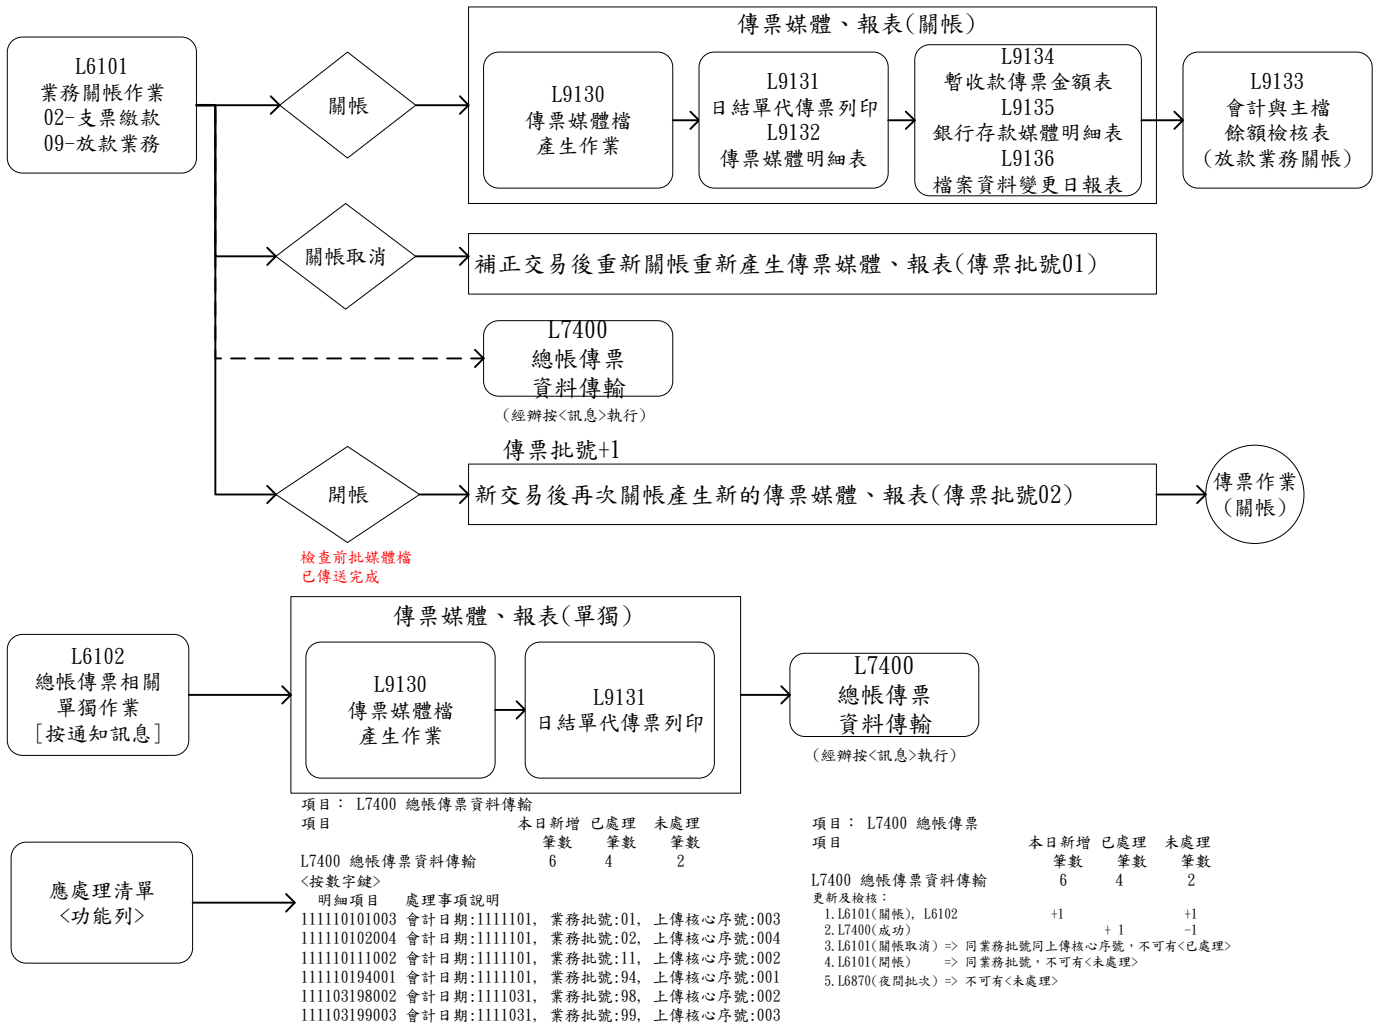 L6101
業務關帳作業
02-支票繳款
09-放款業務
關帳
傳票媒體、報表(關帳)
L9130
傳票媒體檔
產生作業
L9131
日結單代傳票列印
L9132
傳票媒體明細表
L9134
暫收款傳票金額表
L9135
銀行存款媒體明細表
L9136
檔案資料變更日報表
L9133
會計與主檔
餘額檢核表
(放款業務關帳)
關帳取消
補正交易後重新關帳重新產生傳票媒體、報表(傳票批號01)
L7400
總帳傳票
資料傳輸
(經辦按<訊息>執行)
傳票批號+1
開帳
新交易後再次關帳產生新的傳票媒體、報表(傳票批號02)
傳票作業
(關帳)
檢查前批媒體檔
已傳送完成
L6102
總帳傳票相關
單獨作業
[按通知訊息]
傳票媒體、報表(單獨)
L9130
傳票媒體檔
產生作業
L9131
日結單代傳票列印
L7400
總帳傳票
資料傳輸
(經辦按<訊息>執行)
應處理清單
<功能列>
項目: L7400 總帳傳票資料傳輸
項目 本日新增 已處理 未處理
筆數 筆數 筆數
L7400 總帳傳票資料傳輸 6 4 2
<按數字鍵>
明細項目 處理事項說明
111110101003 會計日期:1111101, 業務批號:01, 上傳核心序號:003
111110102004 會計日期:1111101, 業務批號:02, 上傳核心序號:004
111110111002 會計日期:1111101, 業務批號:11, 上傳核心序號:002
111110194001 會計日期:1111101, 業務批號:94, 上傳核心序號:001
111103198002 會計日期:1111031, 業務批號:98, 上傳核心序號:002
111103199003 會計日期:1111031, 業務批號:99, 上傳核心序號:003
項目: L7400 總帳傳票
項目 本日新增 已處理 未處理
筆數 筆數 筆數
L7400 總帳傳票資料傳輸 6 4 2
更新及檢核:
1.L6101(關帳), L6102 +1 +1
2.L7400(成功) + 1 -1
3.L6101(關帳取消) => 同業務批號同上傳核心序號，不可有<已處理>
4.L6101(開帳) => 同業務批號，不可有<未處理>
5.L6870(夜間批次) => 不可有<未處理>